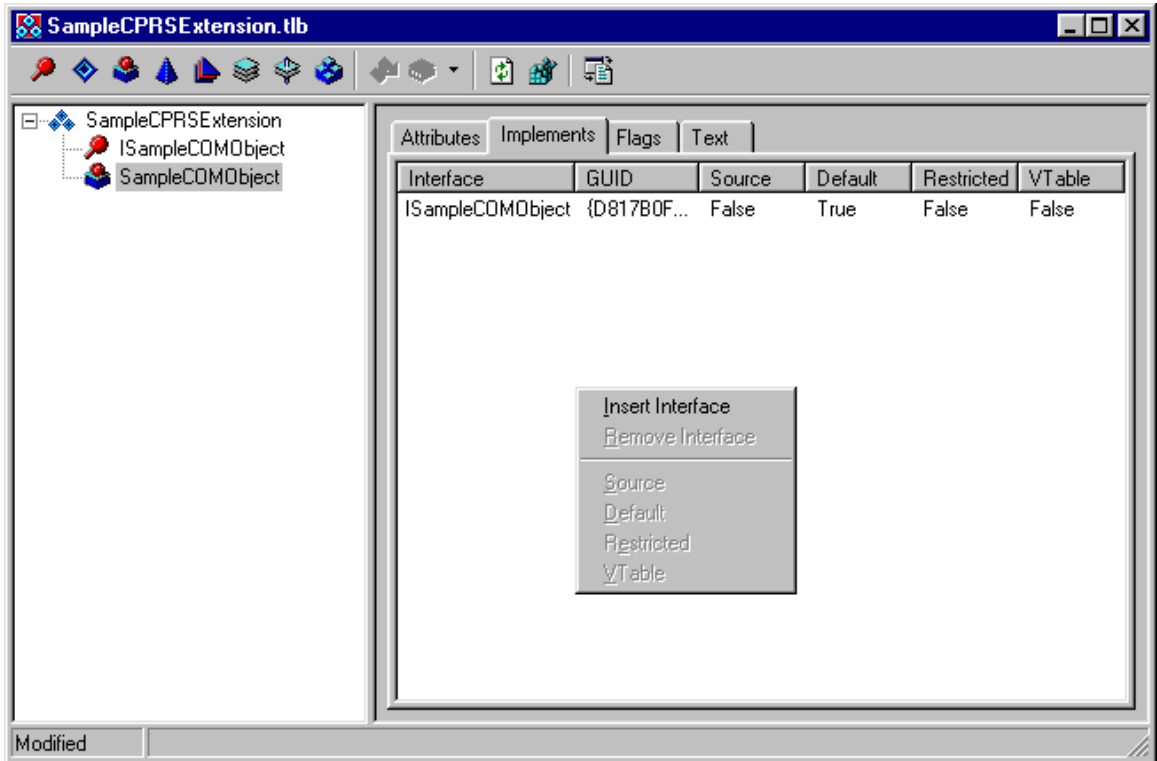 SampleCPRSExtension.tlb
SampleCPRSExtension
ISampleCOMObject
SampleCOMObject
Attributes Implements Flags Text
Interface GUID Source Default Restricted VTable
ISampleCOMObject {D817B0F... False True False False
Insert Interface
Remove Interface
Source
Default
Restricted
VTable
Modified